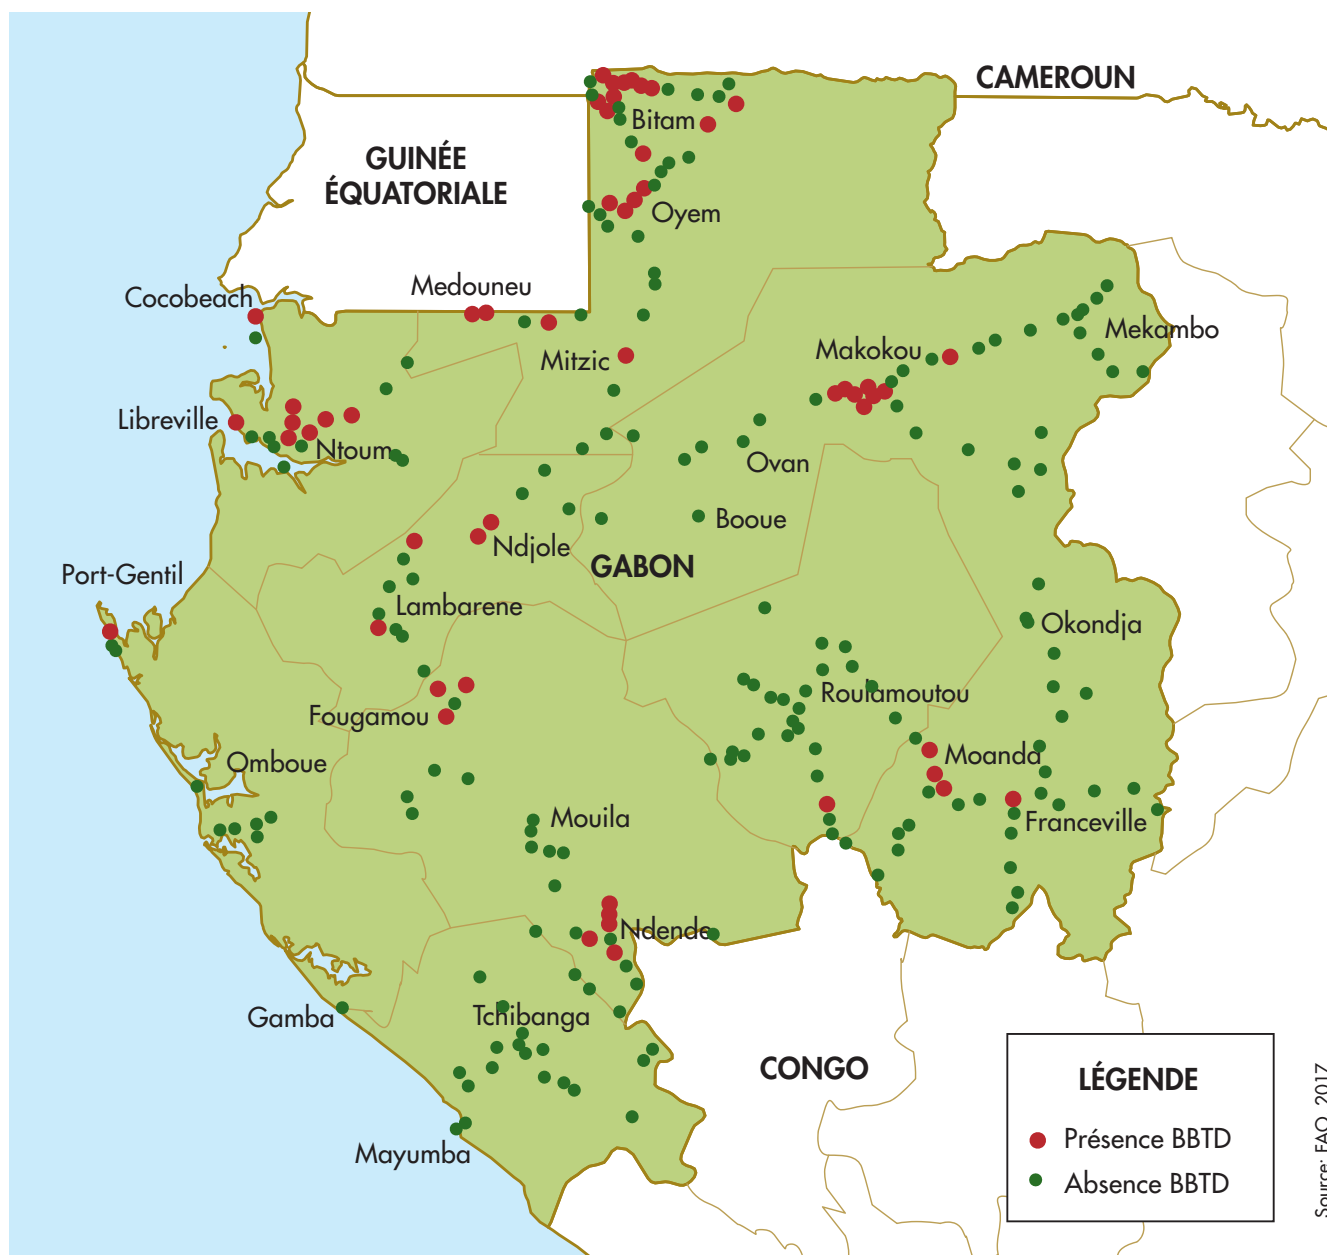 CAMEROUN
Bitam
GUINÉE
ÉQUATORIALE
Oyem
Medouneu
Cocobeach
Mekambo
Makokou
Mitzic
Libreville
Ntoum
Ovan
Booue
Ndjole
GABON
Port-Gentil
Lambarene
Okondja
Roulamoutou
Fougamou
Moanda
Omboue
Mouila
Franceville
Ndende
Tchibanga
Gamba
CONGO
LÉGENDE
Présence BBTD
Absence BBTD
Mayumba
Source: FAO, 2017